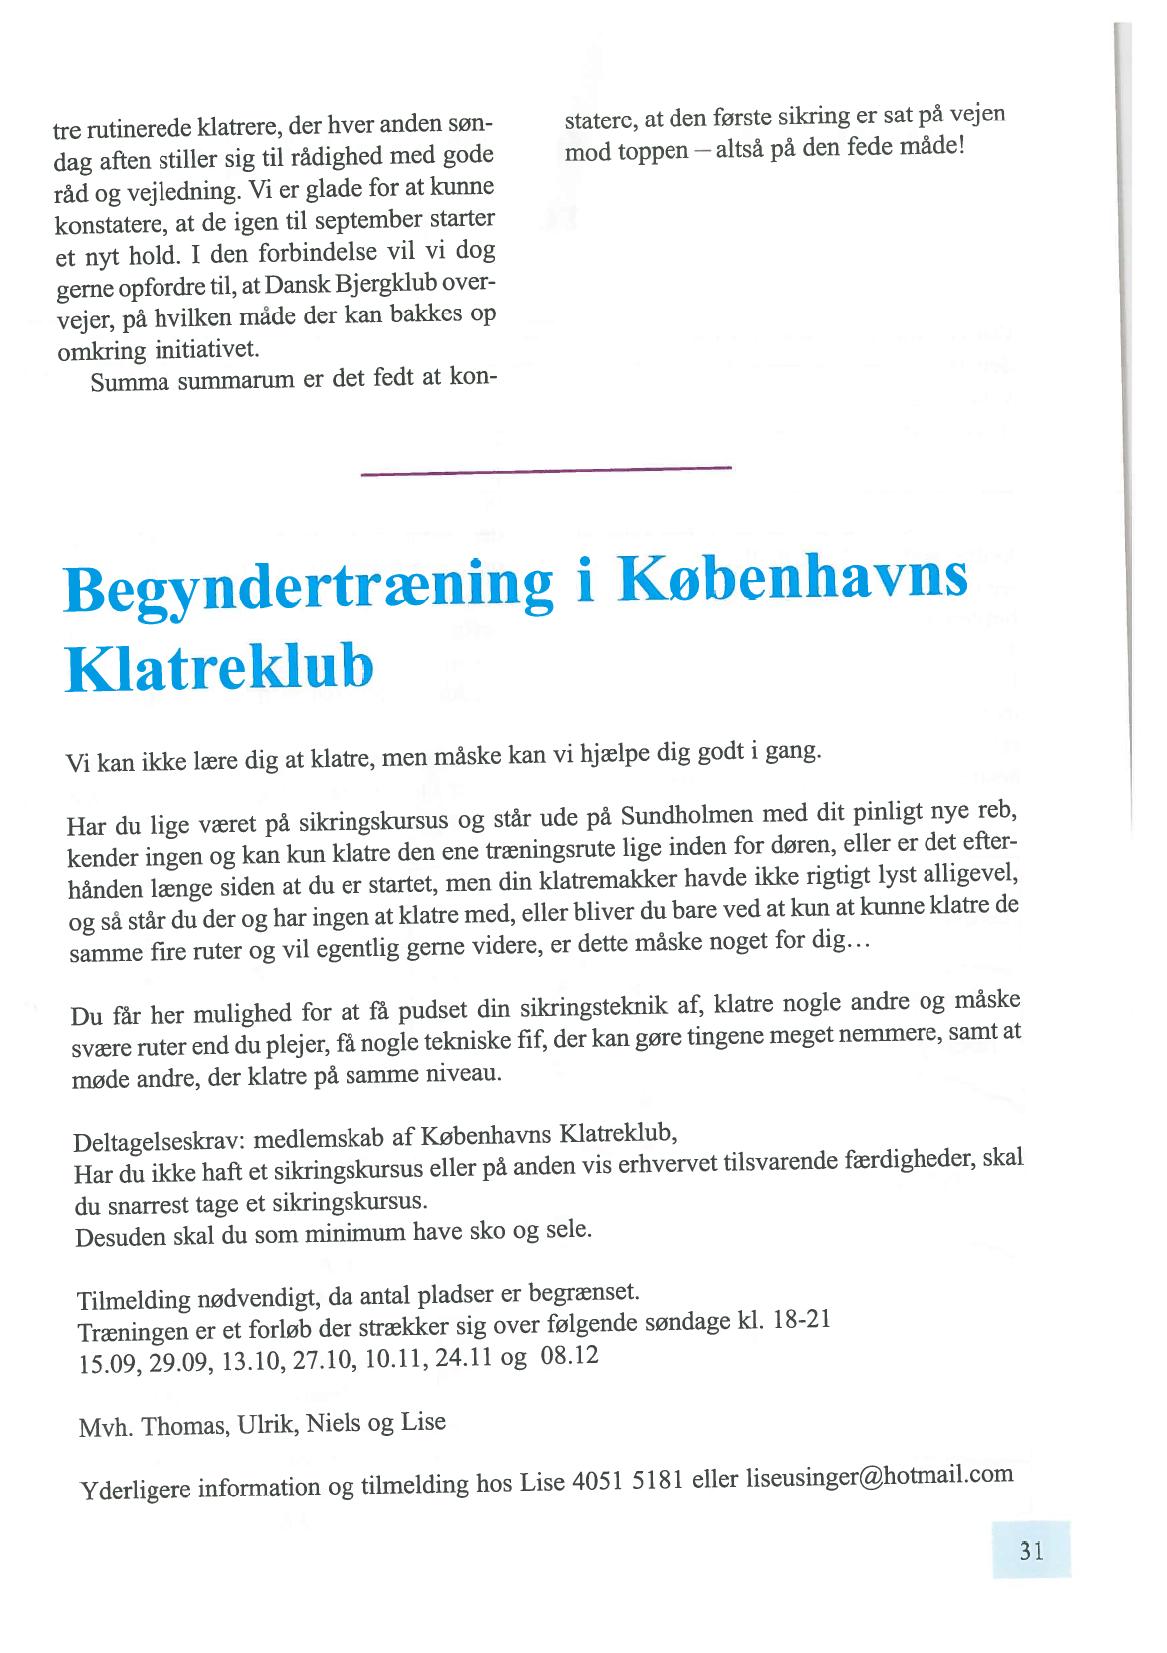 tre rutinerede klatrere, der hver anden søn-
dag aften stiller sig til rådighed med gode
råd og vejledning. Vi er glade for at kunne
konstatere, at de igen til september starter
et nyt hold. I den forbindelse vil vi dog
gerne opfordre til, at Dansk Bjergklub over-
vejer, på hvilken måde der kan bakkes op
omkring initiativet.
Summa summarum er det fedt at kon-
statere, at den første sikring er sat på vejen
mod toppen – altså på den fede måde!
Begyndertræning i Københavns
Klatreklub
Vi kan ikke lære dig at klatre, men måske kan vi hjælpe dig godt i gang.
Har du lige været på sikringskursus og står ude på Sundholmen med dit pinligt nye reb,
kender ingen og kan kun klatre den ene træningsrute lige inden for døren, eller er det efter-
hånden længe siden at du er startet, men din klatremakker havde ikke rigtigt lyst alligevel,
og så står du der og har ingen at klatre med, eller bliver du bare ved at kun at kunne klatre de
samme fire ruter og vil egentlig gerne videre, er dette måske noget for dig...
Du får her mulighed for at få pudset din sikringsteknik af, klatre nogle andre og måske
svære ruter end du plejer, få nogle tekniske fif, der kan gøre tingene meget nemmere, samt at
møde andre, der klatre på samme niveau.
Deltagelseskrav: medlemskab af Københavns Klatreklub,
Har du ikke haft et sikringskursus eller på anden vis erhvervet tilsvarende færdigheder, skal
du snarrest tage et sikringskursus.
Desuden skal du som minimum have sko og sele.
Tilmelding nødvendigt, da antal pladser er begrænset.
Træningen er et forløb der strækker sig over følgende søndage kl. 18-21
15.09, 29.09, 13.10, 27.10, 10.11, 24.11 og 08.12
Mvh. Thomas, Ulrik, Niels og Lise
Yderligere information og tilmelding hos Lise 4051 5181 eller liseusinger@hotmail.com
31